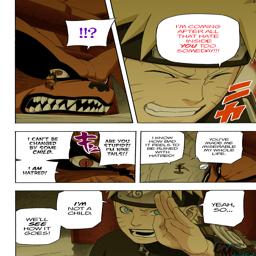 !!?
I'M COMING
AFTER ALL
THAT HATE
INSIDE
YOU TOO
SOMEDAY!!!
I CAN'T BE
CHANGED
BY SOME
CHILD.
I AM
HATRED!
ARE YOU
STUPID?!
I'M NINE
TAILS!!
I KNOW
HOW BAD
IT FEELS TO
BE FILLED
WITH
HATRED!
YOU'VE
MADE ME
MISERABLE
MY WHOLE
LIFE.
WE'LL
SEE
HOW IT
GOES!
I'M
NOT A
CHILD.
YEAH,
SO...